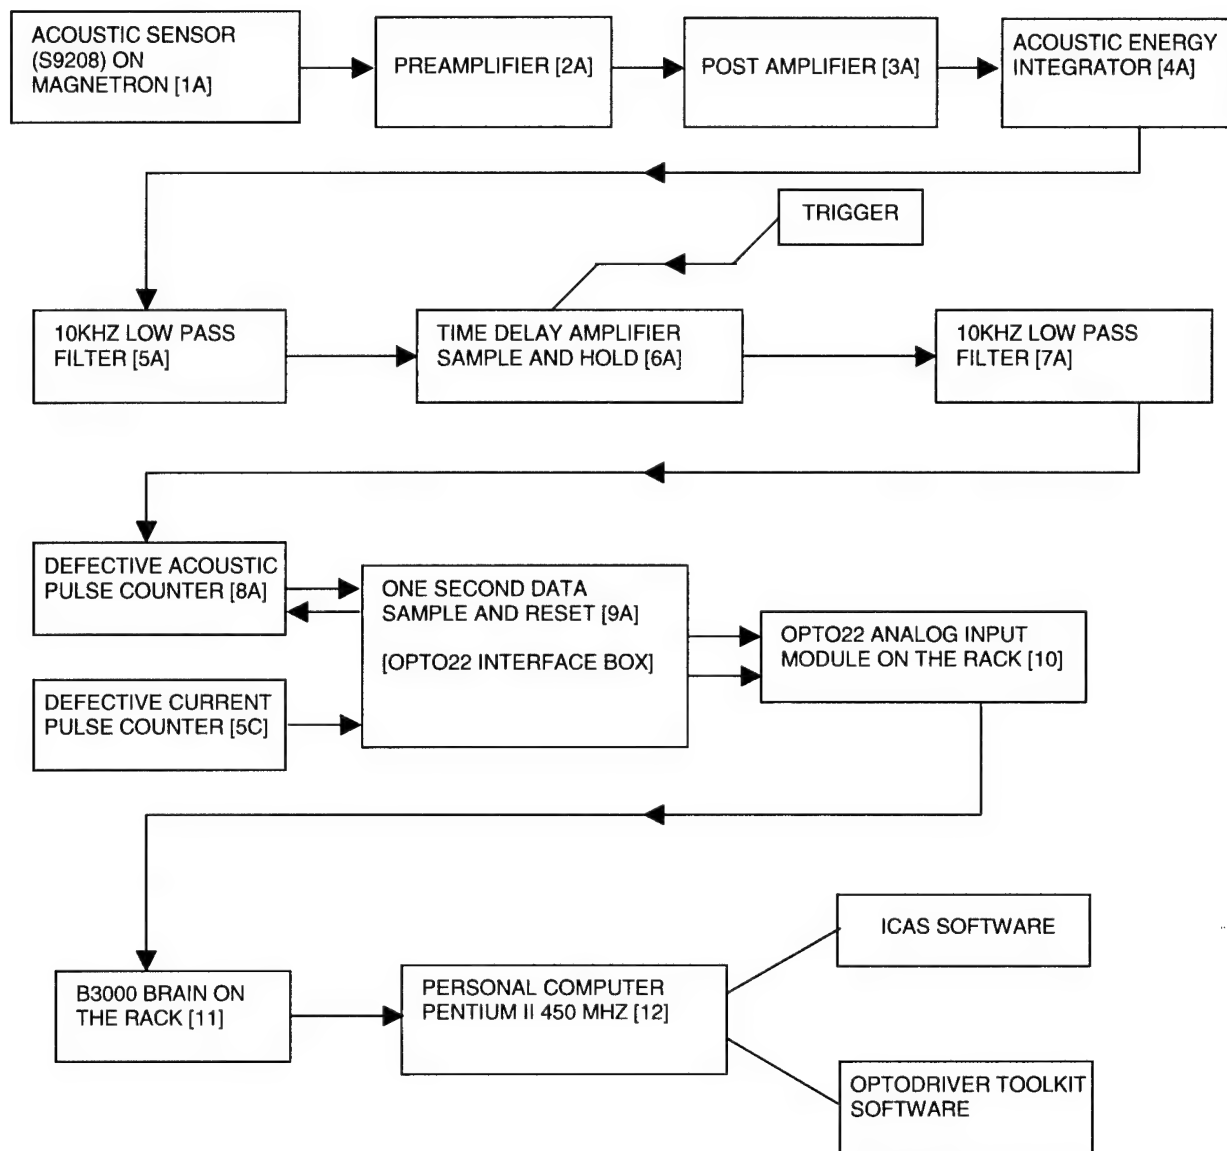 ACOUSTIC SENSOR
(S9208) ON
MAGNETRON [1A]
PREAMPLIFIER [2A]
POST AMPLIFIER [3A]
ACOUSTIC ENERGY
INTEGRATOR [4A]
TRIGGER
10KHZ LOW PASS
FILTER [5A]
TIME DELAY AMPLIFIER
SAMPLE AND HOLD [6A]
10KHZ LOW PASS
FILTER [7A]
DEFECTIVE ACOUSTIC
PULSE COUNTER [8A]
ONE SECOND DATA
SAMPLE AND RESET [9A]
[OPTO22 INTERFACE BOX]
OPTO22 ANALOG INPUT
MODULE ON THE RACK [10]
DEFECTIVE CURRENT
PULSE COUNTER [5C]
ICAS SOFTWARE
B3000 BRAIN ON
THE RACK [11]
PERSONAL COMPUTER
PENTIUM II 450 MHZ [12]
OPTODRIVER TOOLKIT
SOFTWARE